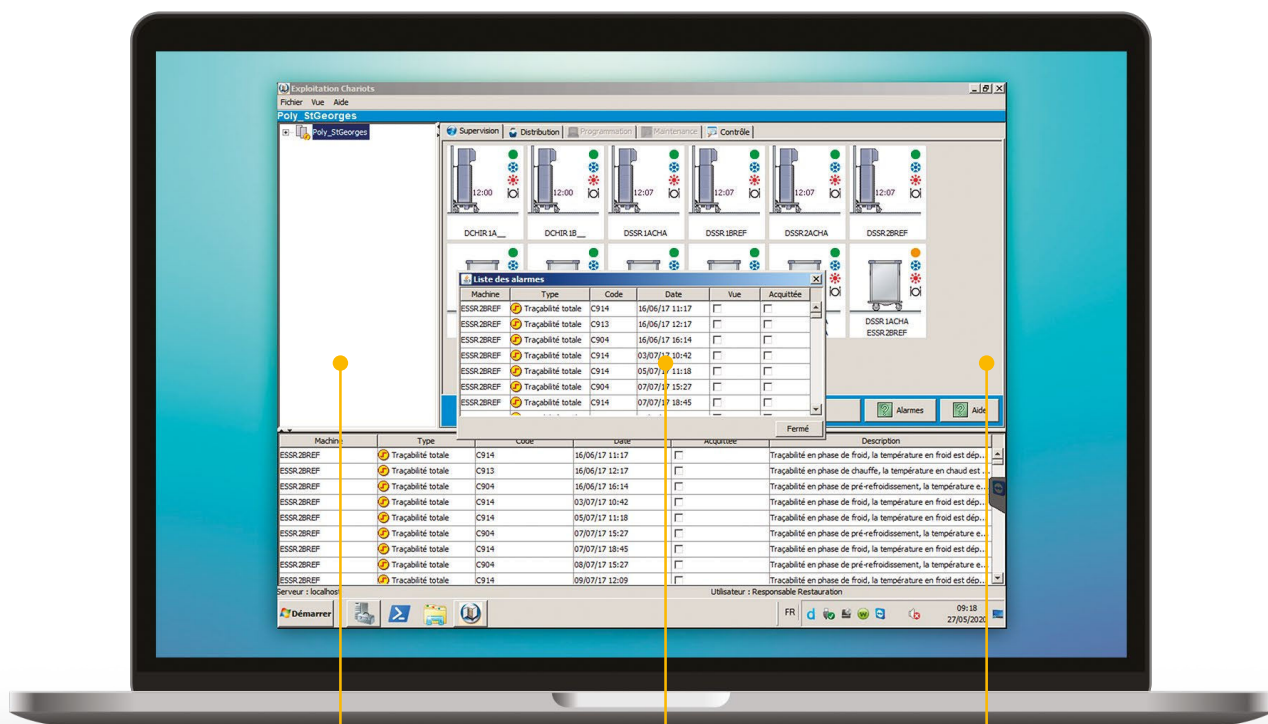 Exploitation Chariots
Fichier Vue Aide
Poly_StGeorges
Poly_StGeorges
Supervision Distribution Programmation Maintenance Contrôle
12:00 12:00 12:07 12:07 12:07 12:07
DCHIR1A__ DCHIR1B__ DSSR1ACHA DSSR1BREF DSSR2ACHA DSSR2BREF
DSSR1ACHA
ESSR2BREF
Liste des alarmes
Machine Type Code Date Vue Acquittée
ESSR2BREF Traçabilité totale C914 16/06/17 11:17
ESSR2BREF Traçabilité totale C913 16/06/17 12:17
ESSR2BREF Traçabilité totale C904 16/06/17 16:14
ESSR2BREF Traçabilité totale C914 03/07/17 10:42
ESSR2BREF Traçabilité totale C914 05/07/17 11:18
ESSR2BREF Traçabilité totale C904 07/07/17 15:27
ESSR2BREF Traçabilité totale C914 07/07/17 18:45
Fermé
Alarmes Aide
Machine Type Code Date Acquittée Description
ESSR2BREF Traçabilité totale C914 16/06/17 11:17 Traçabilité en phase de froid, la température en froid est dép...
ESSR2BREF Traçabilité totale C913 16/06/17 12:17 Traçabilité en phase de chauffe, la température en chaud est ...
ESSR2BREF Traçabilité totale C904 16/06/17 16:14 Traçabilité en phase de pré-refroidissement, la température e...
ESSR2BREF Traçabilité totale C914 03/07/17 10:42 Traçabilité en phase de froid, la température en froid est dép...
ESSR2BREF Traçabilité totale C914 05/07/17 11:18 Traçabilité en phase de froid, la température en froid est dép...
ESSR2BREF Traçabilité totale C904 07/07/17 15:27 Traçabilité en phase de pré-refroidissement, la température e...
ESSR2BREF Traçabilité totale C914 07/07/17 18:45 Traçabilité en phase de froid, la température en froid est dép...
ESSR2BREF Traçabilité totale C904 08/07/17 15:27 Traçabilité en phase de pré-refroidissement, la température e...
ESSR2BREF Traçabilité totale C914 09/07/17 12:09 Traçabilité en phase de froid, la température en froid est dép...
Serveur : localhost Utilisateur : Responsable Restauration
Démarrer FR 09:18
27/05/2020